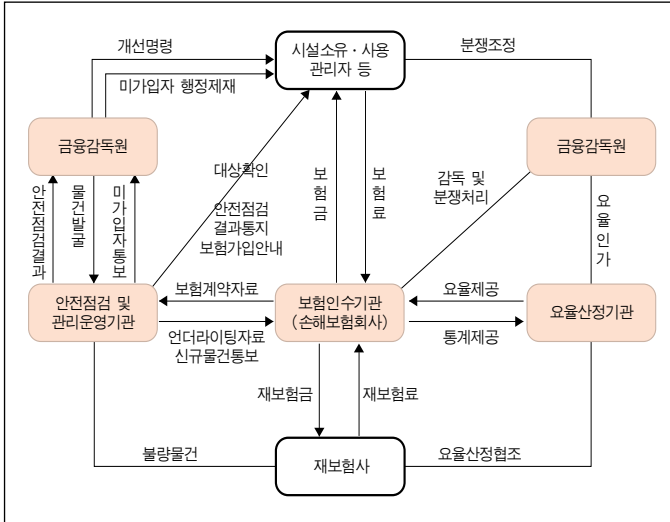 개선명령
시설소유 · 사용
관리자 등
분쟁조정
미가입자 행정제재
금융감독원
금융감독원
대상확인
보험금
보험료
감독 및
분쟁처리
안전점검결과
물건발굴
미가입자통보
안전점검
결과통지
보험가입안내
요율인가
안전점검 및
관리운영기관
보험계약자료
보험인수기관
(손해보험회사)
요율제공
요율산정기관
언더라이팅자료
신규물건통보
통계제공
재보험금
재보험료
불량물건
재보험사
요율산정협조